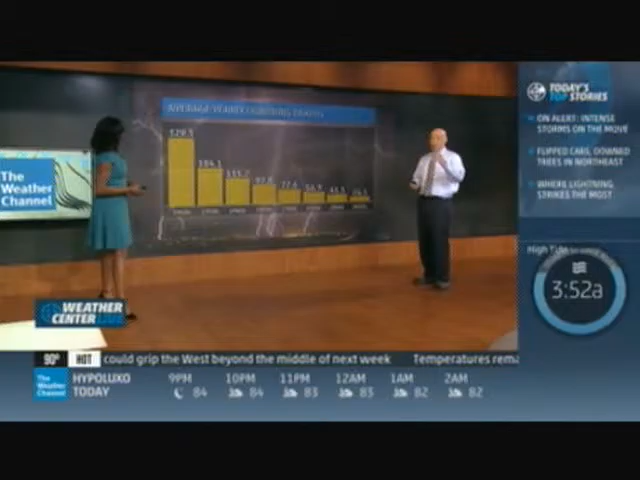 TODAY'S
TOP STORIES
ON ALERT: INTENSE
STORMS ON THE MOVE
FLIPPED CARS, DOWNED
TREES IN NORTHEAST
WHERE LIGHTNING
STRIKES THE MOST
AVERAGE YEARLY LIGHTNING DEATHS
329.5
184.1
The
Weather
Channel
High Tide
3:52a
WEATHER
CENTER LIVE
90° HOT could grip the West beyond the middle of next week Temperatures rema
The
Weather
Channel
HYPOLUXO
TODAY
9PM 10PM 11PM 12AM 1AM 2AM
84 84 83 83 82 82